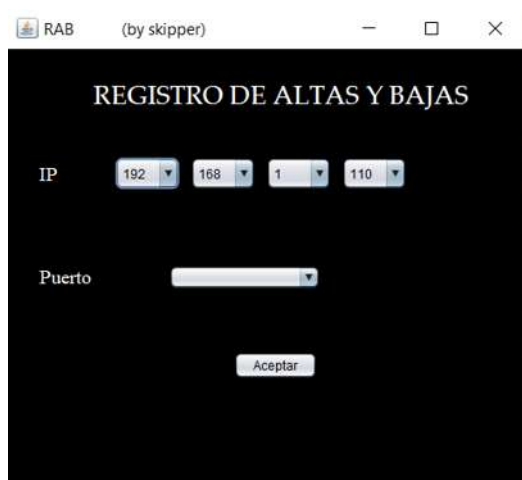 RAB (by skipper)
REGISTRO DE ALTAS Y BAJAS
IP 192 168 1 110
Puerto
Aceptar